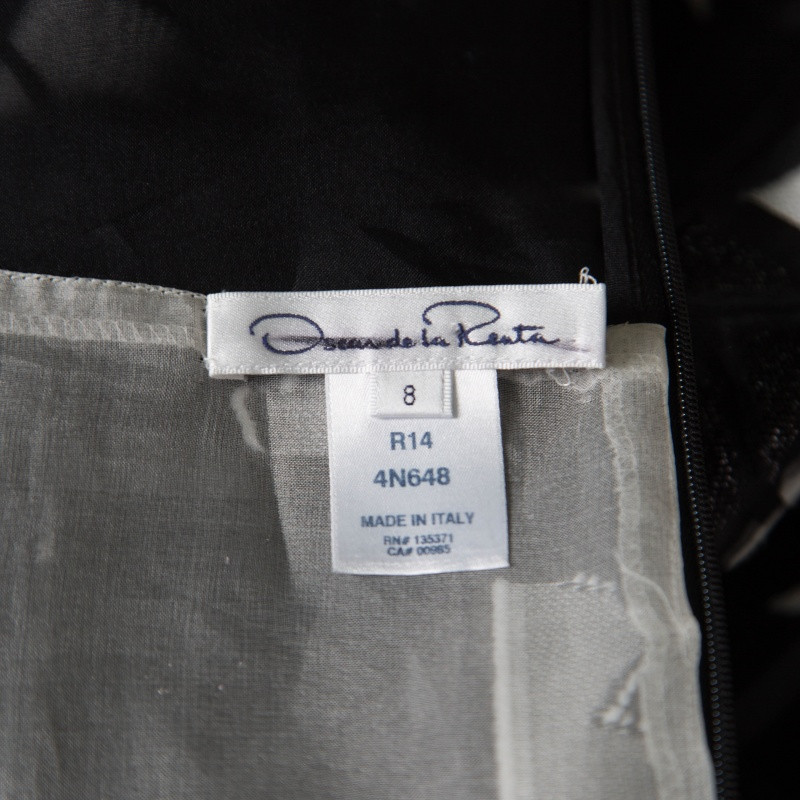 Oscar de la Renta
8
R14
4N648
MADE IN ITALY
RN# 135371
CA# 00985